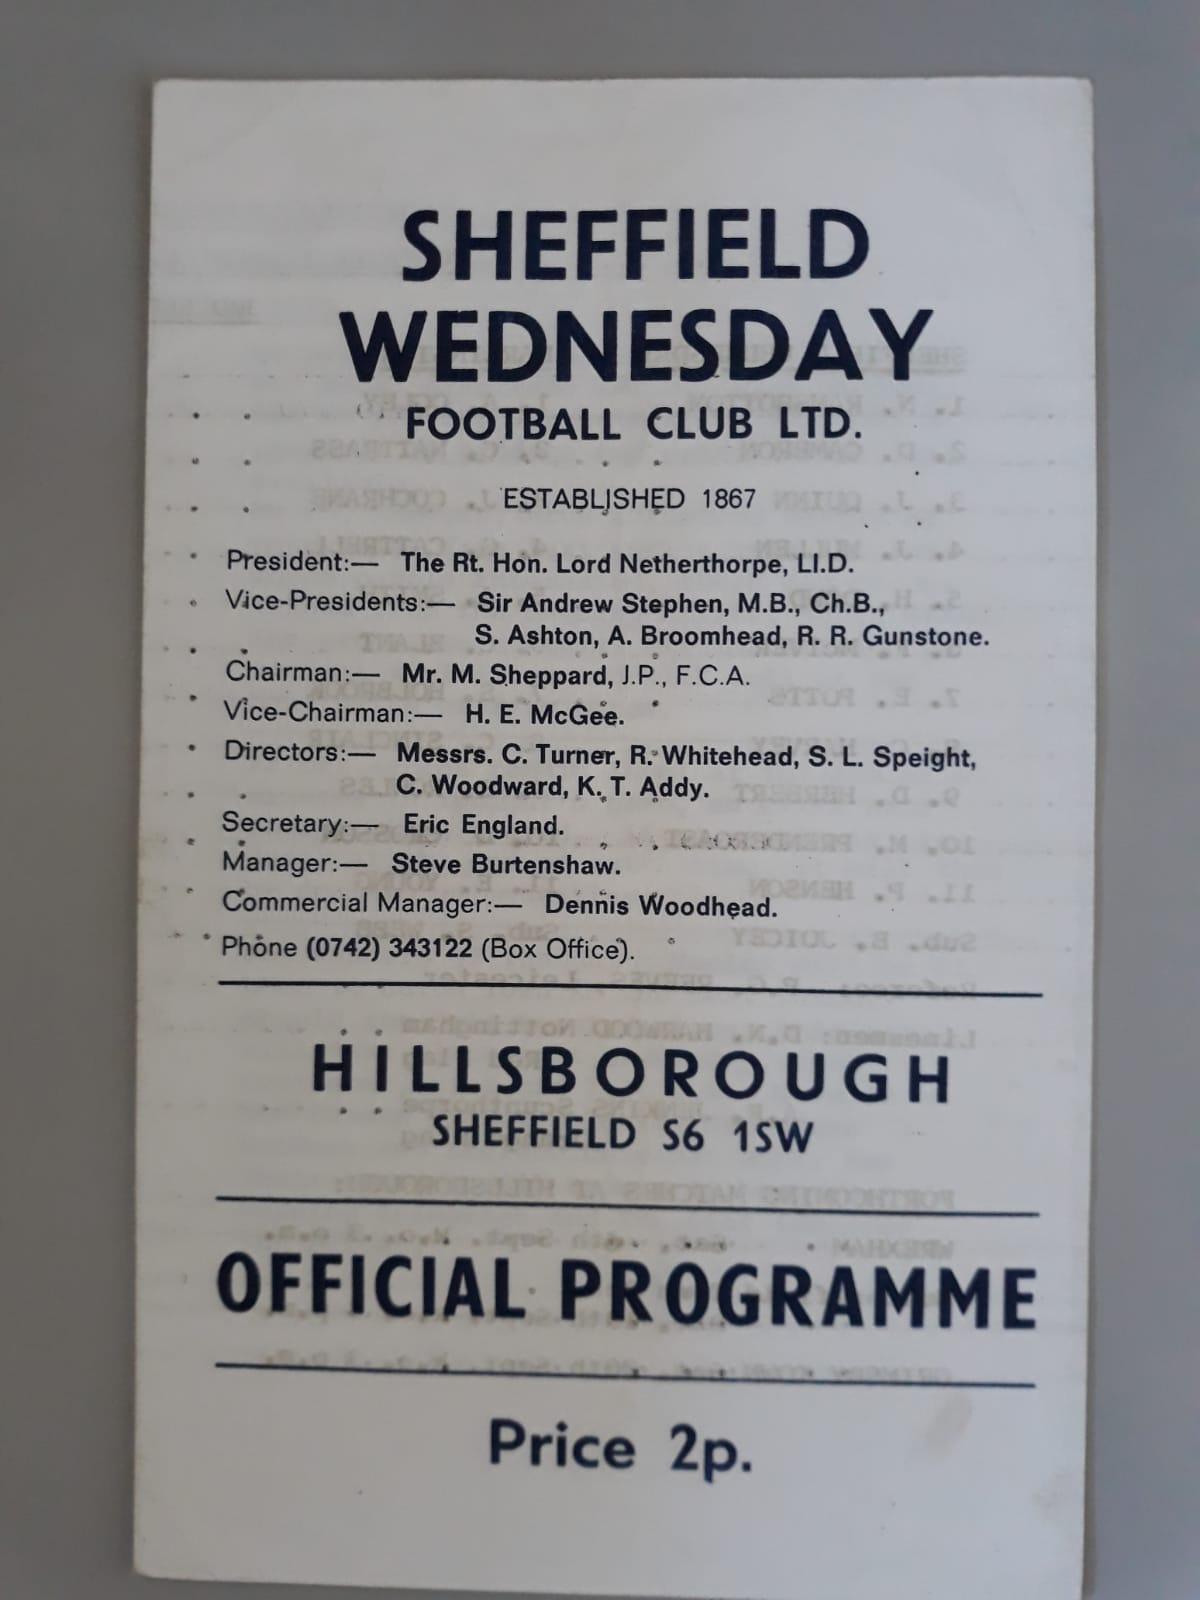 SHEFFIELD
WEDNESDAY
FOOTBALL CLUB LTD.
ESTABLISHED 1867
President:— The Rt. Hon. Lord Netherthorpe, LI.D.
Vice-Presidents:— Sir Andrew Stephen, M.B., Ch.B.,
S. Ashton, A. Broomhead, R. R. Gunstone.
Chairman:— Mr. M. Sheppard, J.P., F.C.A.
Vice-Chairman:— H. E. McGee.
Directors:— Messrs. C. Turner, R. Whitehead, S. L. Speight,
C. Woodward, K. T. Addy.
Secretary:— Eric England.
Manager:— Steve Burtenshaw.
Commercial Manager:— Dennis Woodhead.
Phone (0742) 343122 (Box Office).
HILLSBOROUGH
SHEFFIELD S6 1SW
OFFICIAL PROGRAMME
Price 2p.